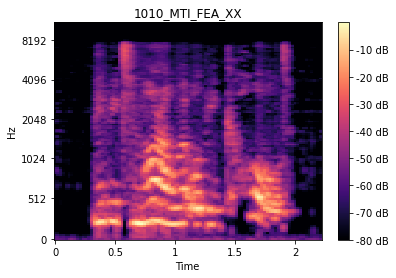 1010_MTI_FEA_XX
8192
4096
2048
1024
512
0
Hz
0
0.5
1
1.5
2
Time
-10 dB
-20 dB
-30 dB
-40 dB
-50 dB
-60 dB
-70 dB
-80 dB